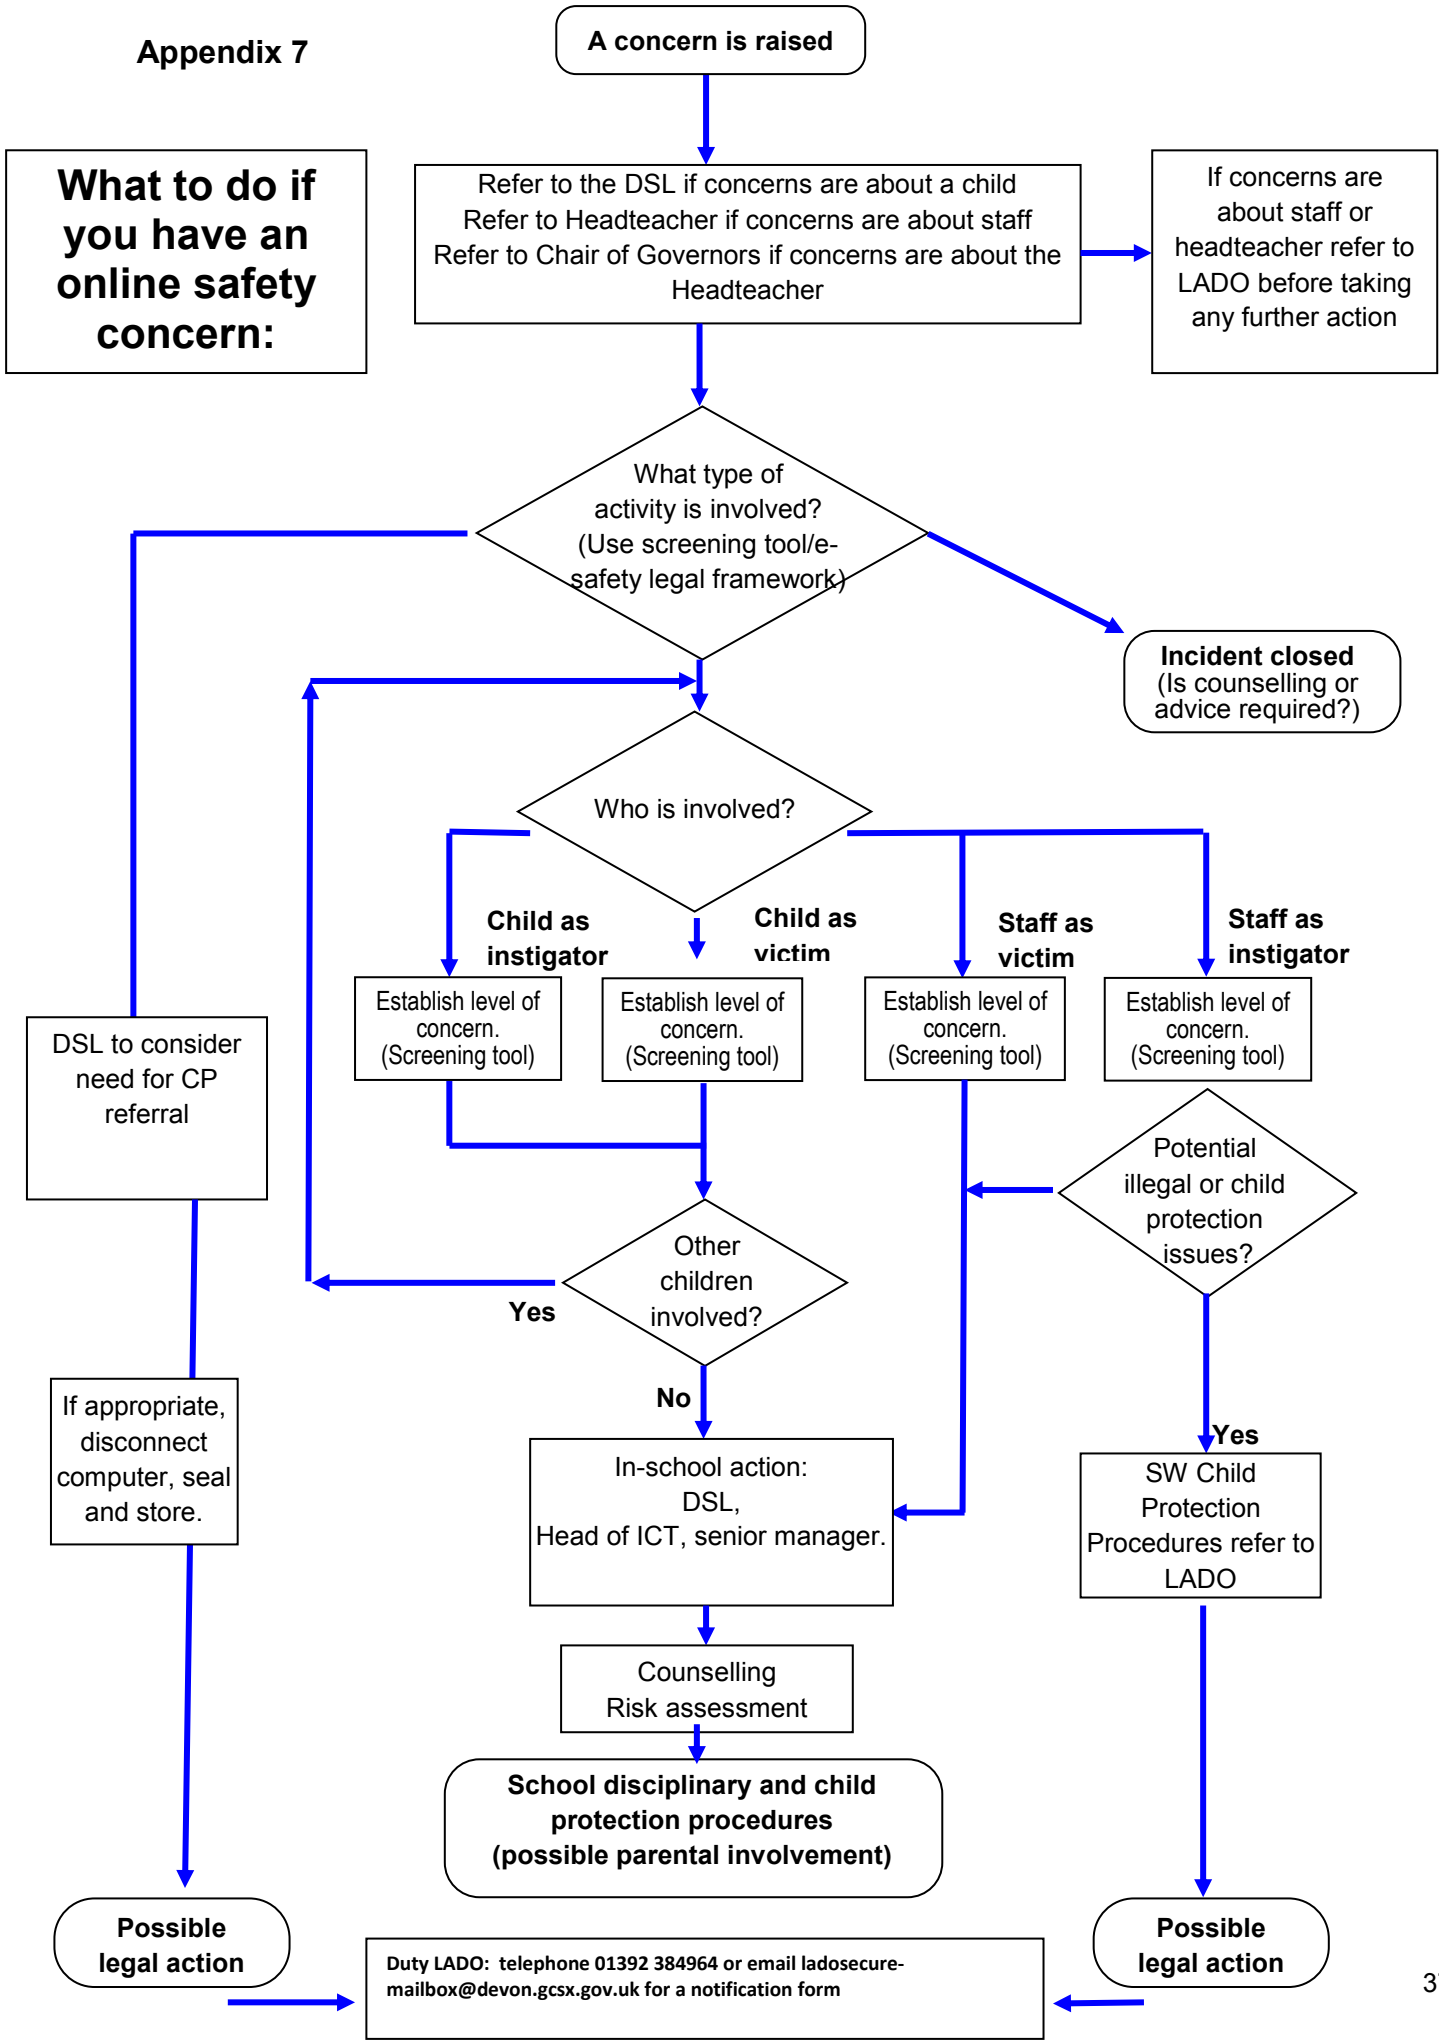 Appendix 7
A concern is raised
What to do if
you have an
online safety
concern:
Refer to the DSL if concerns are about a child
Refer to Headteacher if concerns are about staff
Refer to Chair of Governors if concerns are about the
Headteacher
If concerns are
about staff or
headteacher refer to
LADO before taking
any further action
What type of
activity is involved?
(Use screening tool/e-
safety legal framework)
Incident closed
(Is counselling or
advice required?)
Who is involved?
Child as
instigator
Child as
victim
Staff as
victim
Staff as
instigator
Establish level of
concern.
(Screening tool)
Establish level of
concern.
(Screening tool)
Establish level of
concern.
(Screening tool)
Establish level of
concern.
(Screening tool)
DSL to consider
need for CP
referral
Potential
illegal or child
protection
issues?
Other
children
involved?
Yes
No
If appropriate,
disconnect
computer, seal
and store.
In-school action:
DSL,
Head of ICT, senior manager.
Yes
SW Child
Protection
Procedures refer to
LADO
Counselling
Risk assessment
School disciplinary and child
protection procedures
(possible parental involvement)
Possible
legal action
Possible
legal action
Duty LADO: telephone 01392 384964 or email ladosecure-
mailbox@devon.gcsx.gov.uk for a notification form